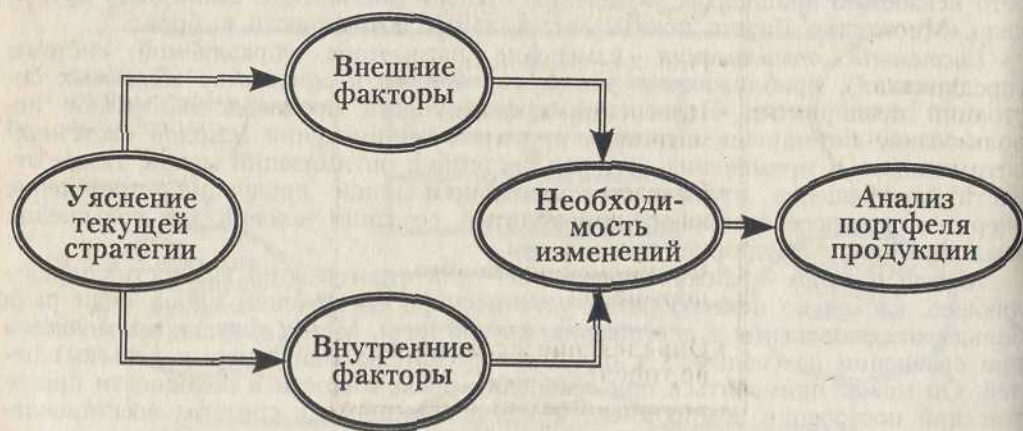 Внешние
факторы
Уяснение
текущей
стратегии
Необходи-
мость
изменений
Анализ
портфеля
продукции
Внутренние
факторы